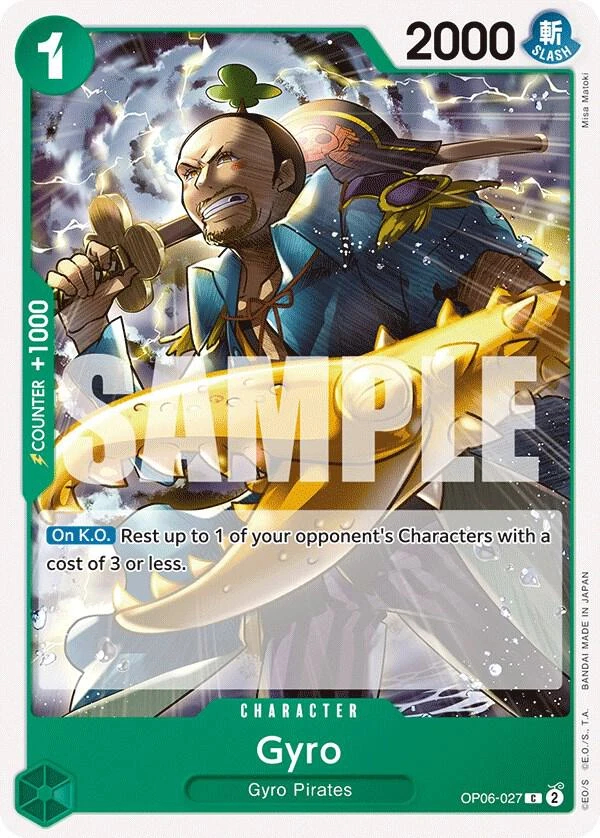 1
2000
斬
SLASH
Misa Matoki
COUNTER +1000
SAMPLE
On K.O. Rest up to 1 of your opponent's Characters with a
cost of 3 or less.
CHARACTER
Gyro
Gyro Pirates
OP06-027 C 2
©EO/S ©E.O./S., T.A. BANDAI MADE IN JAPAN